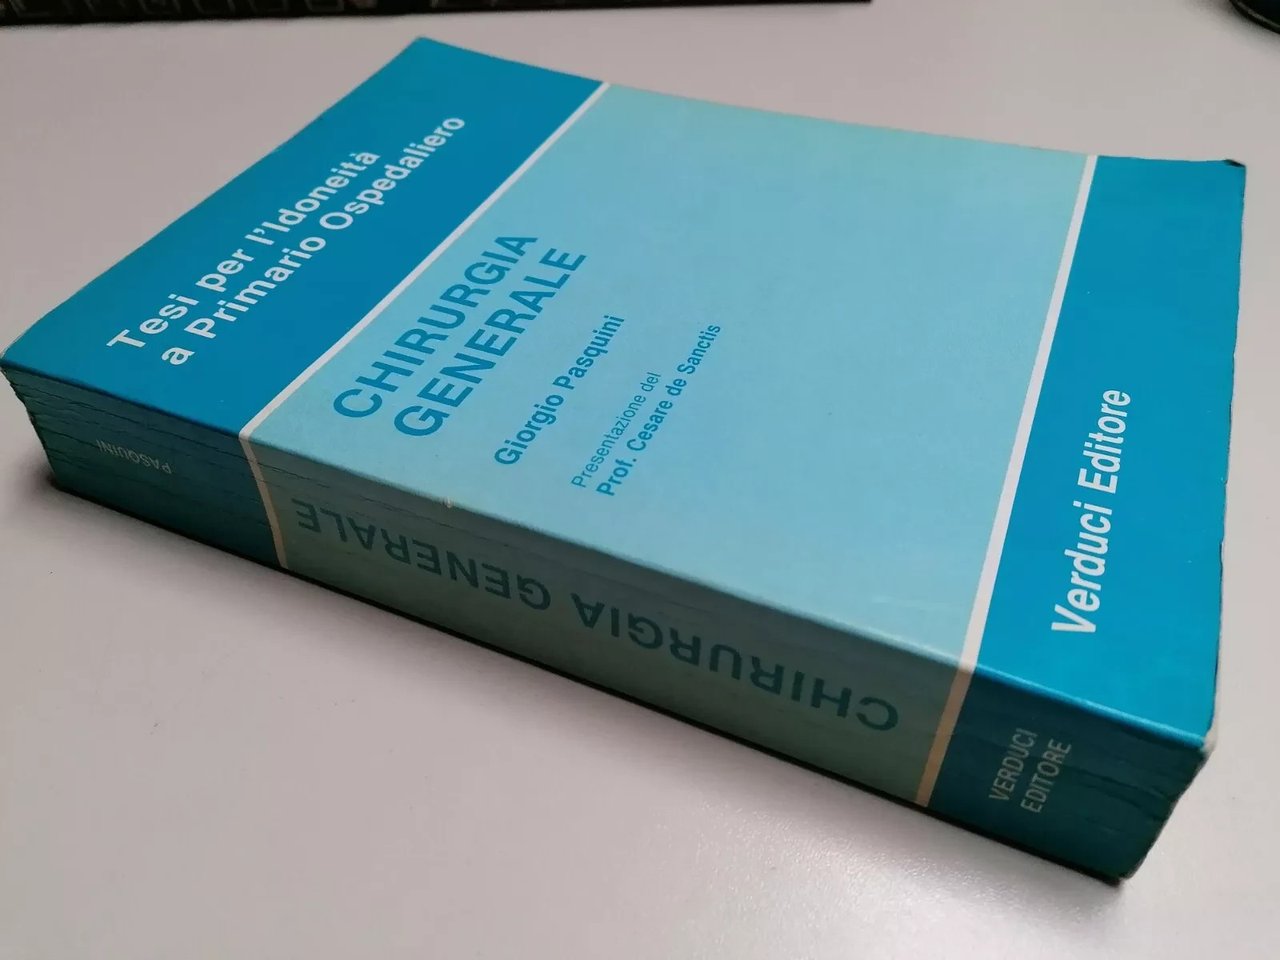 Tesi per l'Idoneità
a Primario Ospedaliero
CHIRURGIA
GENERALE
Giorgio Pasquini
Presentazione del
Prof. Cesare de Sanctis
Verduci Editore
PASQUINI
CHIRURGIA GENERALE
VERDUCI
EDITORE